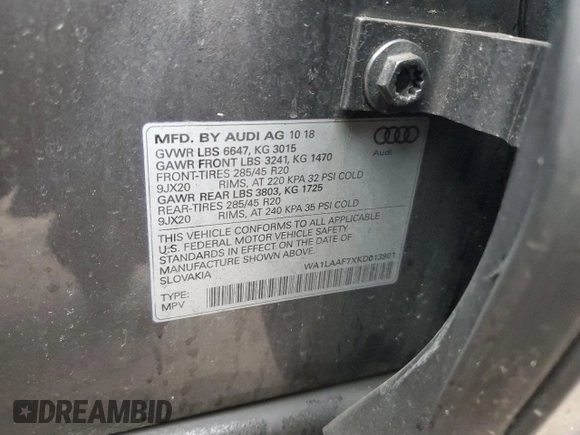 MFD. BY AUDI AG 10 18
GVWR LBS 6647, KG 3015
GAWR FRONT LBS 3241, KG 1470
FRONT-TIRES 285/45 R20
9JX20 RIMS, AT 220 KPA 32 PSI COLD
GAWR REAR LBS 3803, KG 1725
REAR-TIRES 285/45 R20
9JX20 RIMS, AT 240 KPA 35 PSI COLD
Audi
THIS VEHICLE CONFORMS TO ALL APPLICABLE
U.S. FEDERAL MOTOR VEHICLE SAFETY
STANDARDS IN EFFECT ON THE DATE OF
MANUFACTURE SHOWN ABOVE.
SLOVAKIA
WA1LAAF7XKD013901
TYPE:
MPV
DREAMBID